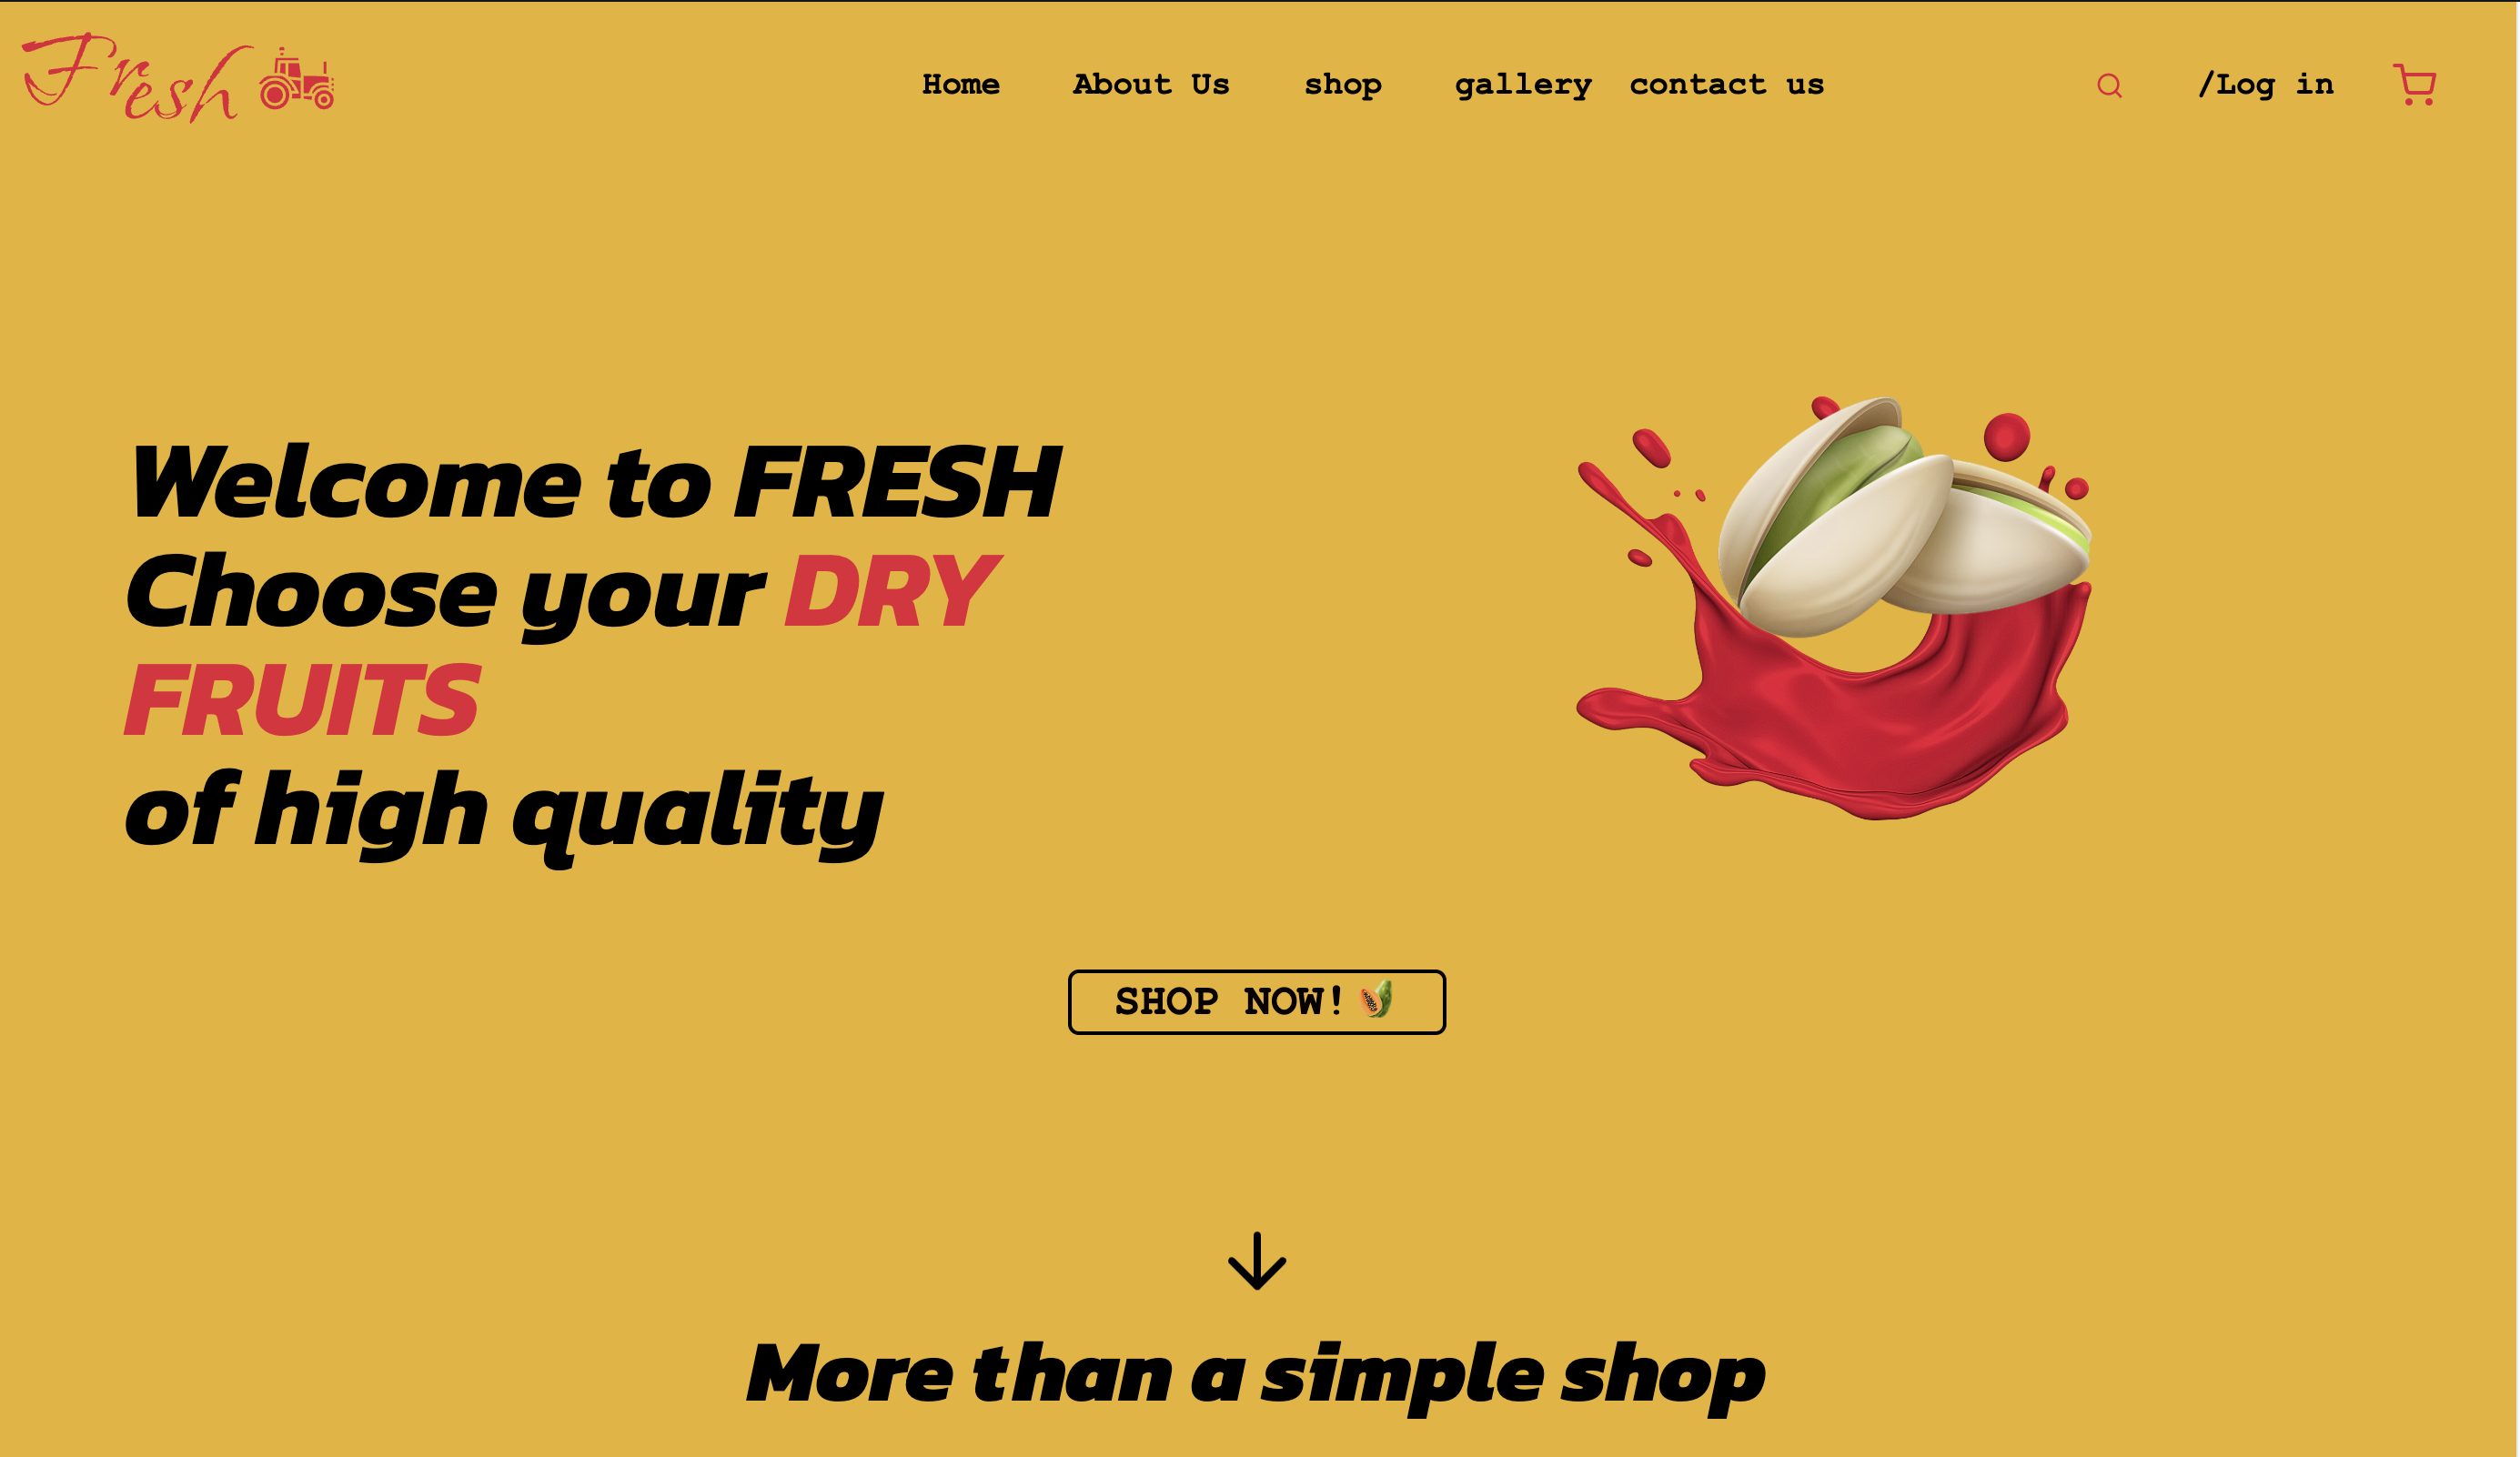 Fresh
Home About Us shop gallery contact us /Log in
Welcome to FRESH
Choose your DRY
FRUITS
of high quality
SHOP NOW!
More than a simple shop